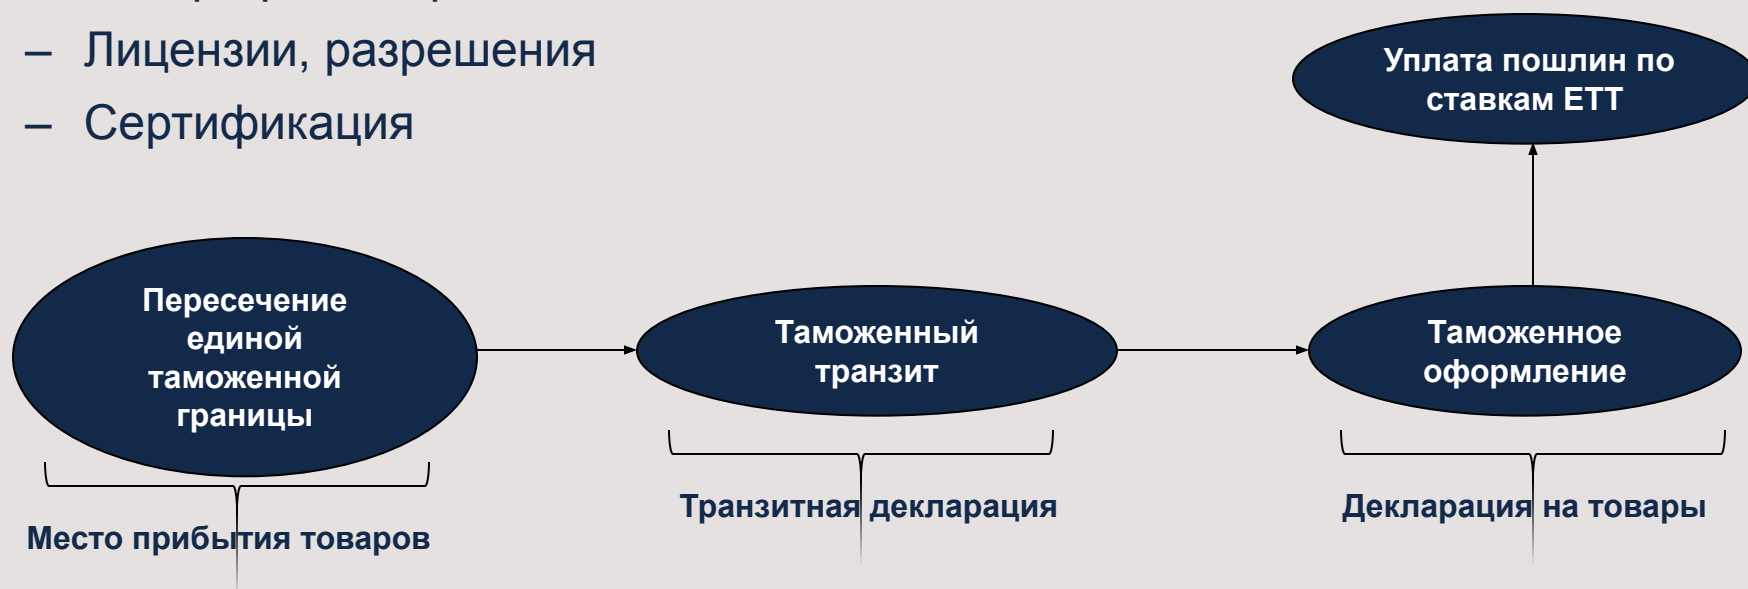 – Лицензии, разрешения
– Сертификация
Уплата пошлин по
ставкам ЕТТ
Пересечение
единой
таможенной
границы
Таможенный
транзит
Таможенное
оформление
Место прибытия товаров
Транзитная декларация
Декларация на товары